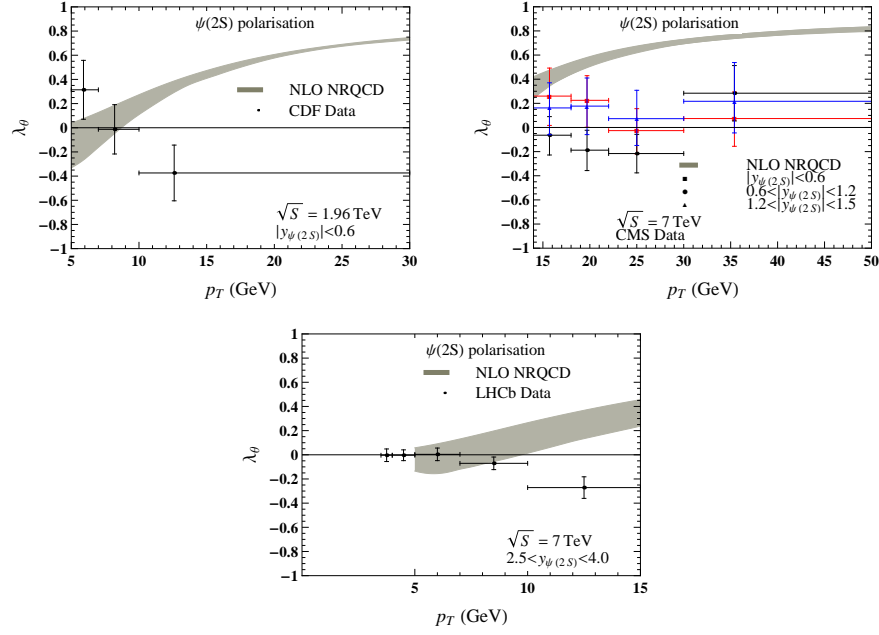 ψ(2S) polarisation
NLO NRQCD
CDF Data
√S = 1.96 TeV
|yψ(2S)|<0.6
λθ
1
0.8
0.6
0.4
0.2
0
−0.2
−0.4
−0.6
−0.8
−1
5 10 15 20 25 30
pT (GeV)
ψ(2S) polarisation
NLO NRQCD
|yψ(2S)|<0.6
0.6<|yψ(2S)|<1.2
1.2<|yψ(2S)|<1.5
√S = 7 TeV
CMS Data
λθ
1
0.8
0.6
0.4
0.2
0
−0.2
−0.4
−0.6
−0.8
−1
15 20 25 30 35 40 45 50
pT (GeV)
ψ(2S) polarisation
NLO NRQCD
LHCb Data
√S = 7 TeV
2.5<yψ(2S)<4.0
λθ
1
0.8
0.6
0.4
0.2
0
−0.2
−0.4
−0.6
−0.8
−1
5 10 15
pT (GeV)